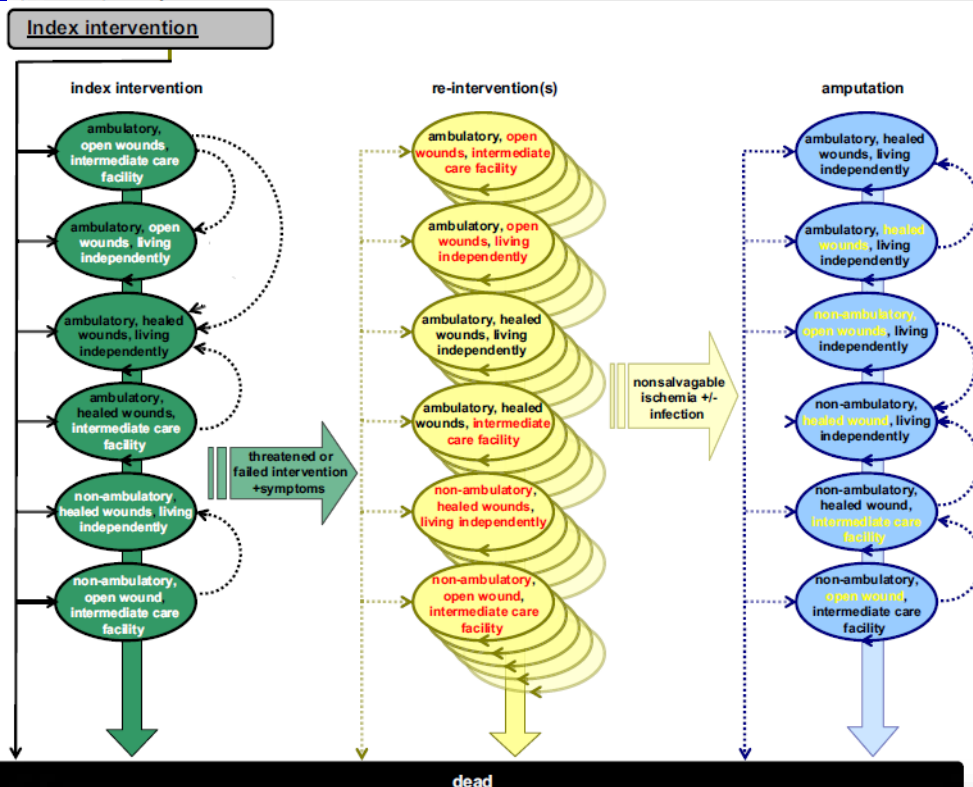 Index intervention
index intervention
ambulatory,
open wounds,
intermediate care
facility
ambulatory, open
wounds, living
independently
ambulatory, healed
wounds, living
independently
ambulatory,
healed wounds,
intermediate care
facility
non-ambulatory,
healed wounds, living
independently
non-ambulatory,
open wound,
intermediate care
facility
threatened or
failed intervention
+symptoms
re-intervention(s)
ambulatory, open
wounds, intermediate
care facility
ambulatory, open
wounds, living
independently
ambulatory, healed
wounds, living
independently
ambulatory, healed
wounds, intermediate
care facility
non-ambulatory,
healed wounds,
living independently
non-ambulatory,
open wound,
intermediate care
facility
nonsalvagable
ischemia +/-
infection
amputation
ambulatory, healed
wounds, living
independently
ambulatory, healed
wounds, living
independently
non-ambulatory,
open wounds, living
independently
non-ambulatory,
healed wound, living
independently
non-ambulatory,
healed wound,
intermediate care
facility
non-ambulatory,
open wound,
intermediate care
facility
dead